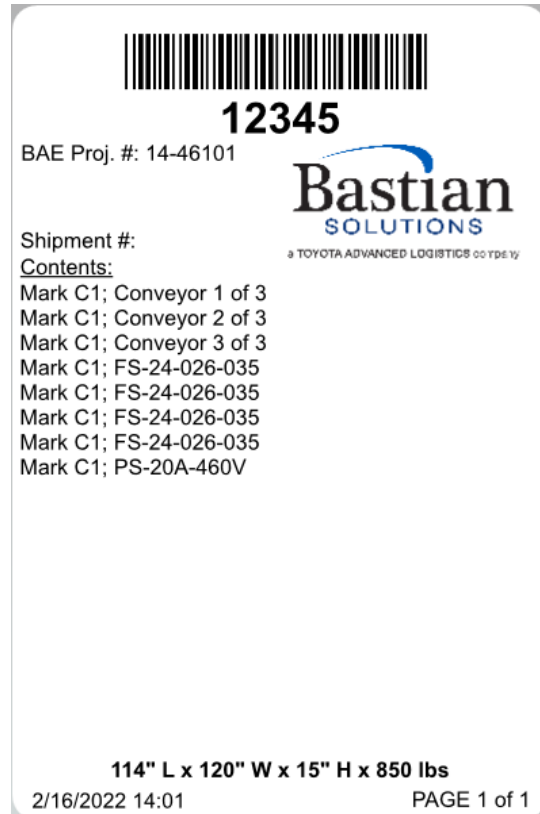 12345
BAE Proj. #: 14-46101
Bastian
SOLUTIONS
a TOYOTA ADVANCED LOGISTICS company
Shipment #:
Contents:
Mark C1; Conveyor 1 of 3
Mark C1; Conveyor 2 of 3
Mark C1; Conveyor 3 of 3
Mark C1; FS-24-026-035
Mark C1; FS-24-026-035
Mark C1; FS-24-026-035
Mark C1; FS-24-026-035
Mark C1; PS-20A-460V
114" L x 120" W x 15" H x 850 lbs
2/16/2022 14:01 PAGE 1 of 1